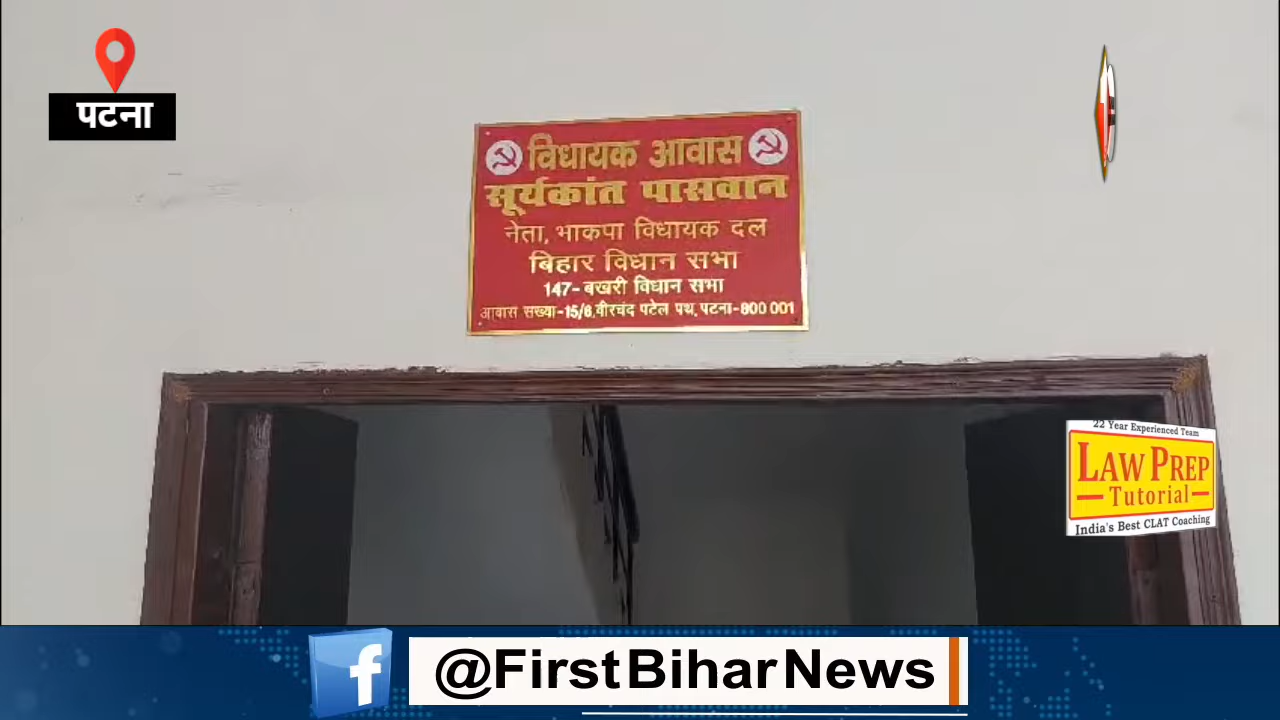 पटना
विधायक आवास
सूर्यकांत पासवान
नेता, भाकपा विधायक दल
बिहार विधान सभा
147- बखरी विधान सभा
आवास सख्या-15/6,वीरचंद पटेल पथ, पटना-800 001
22 Year Experienced Team
LAW PREP
Tutorial
India's Best CLAT Coaching
f
@FirstBiharNews